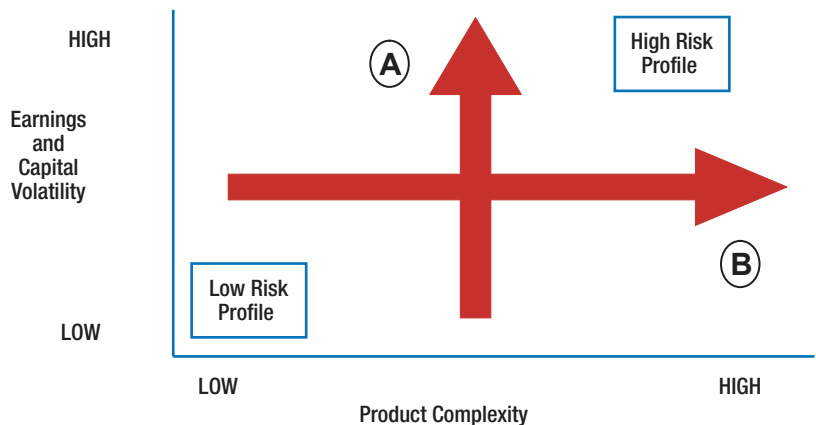 HIGH
A
High Risk
Profile
Earnings
and
Capital
Volatility
B
Low Risk
Profile
LOW
LOW
HIGH
Product Complexity